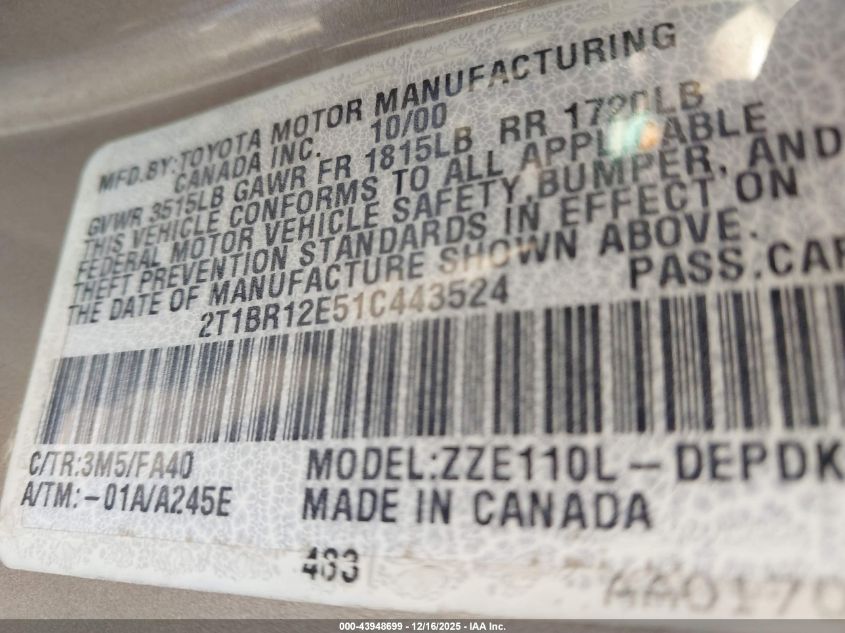 MFD.BY:TOYOTA MOTOR MANUFACTURING
CANADA INC. 10/00
GVWR 3515LB GAWR FR 1815LB RR 1720LB
THIS VEHICLE CONFORMS TO ALL APPLICABLE
FEDERAL MOTOR VEHICLE SAFETY,BUMPER, AND
THEFT PREVENTION STANDARDS IN EFFECT ON
THE DATE OF MANUFACTURE SHOWN ABOVE.
2T1BR12E51C443524 PASS.CAR
C/TR:3M5/FA40 MODEL:ZZE110L-DEPDK
A/TM:-01A/A245E MADE IN CANADA
483
AA0170
000-43948699 - 12/16/2025 - IAA Inc.